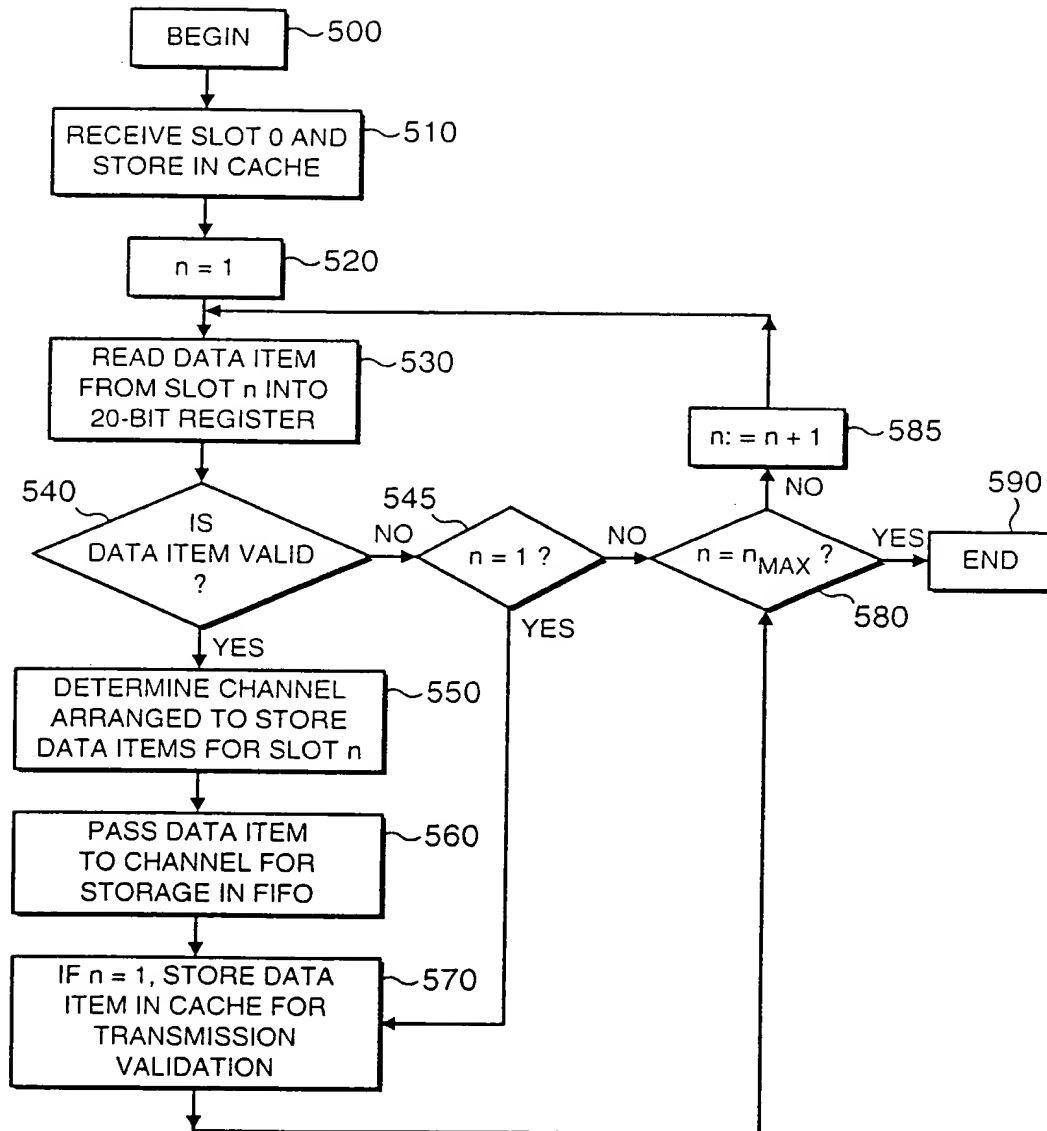 BEGIN
500
RECEIVE SLOT 0 AND
STORE IN CACHE
510
n = 1
520
READ DATA ITEM
FROM SLOT n INTO
20-BIT REGISTER
530
n: = n + 1
585
540
IS
DATA ITEM VALID
?
NO
545
n = 1 ?
NO
NO
n = nMAX ?
580
YES
590
END
YES
YES
DETERMINE CHANNEL
ARRANGED TO STORE
DATA ITEMS FOR SLOT n
550
PASS DATA ITEM
TO CHANNEL FOR
STORAGE IN FIFO
560
IF n = 1, STORE DATA
ITEM IN CACHE FOR
TRANSMISSION
VALIDATION
570